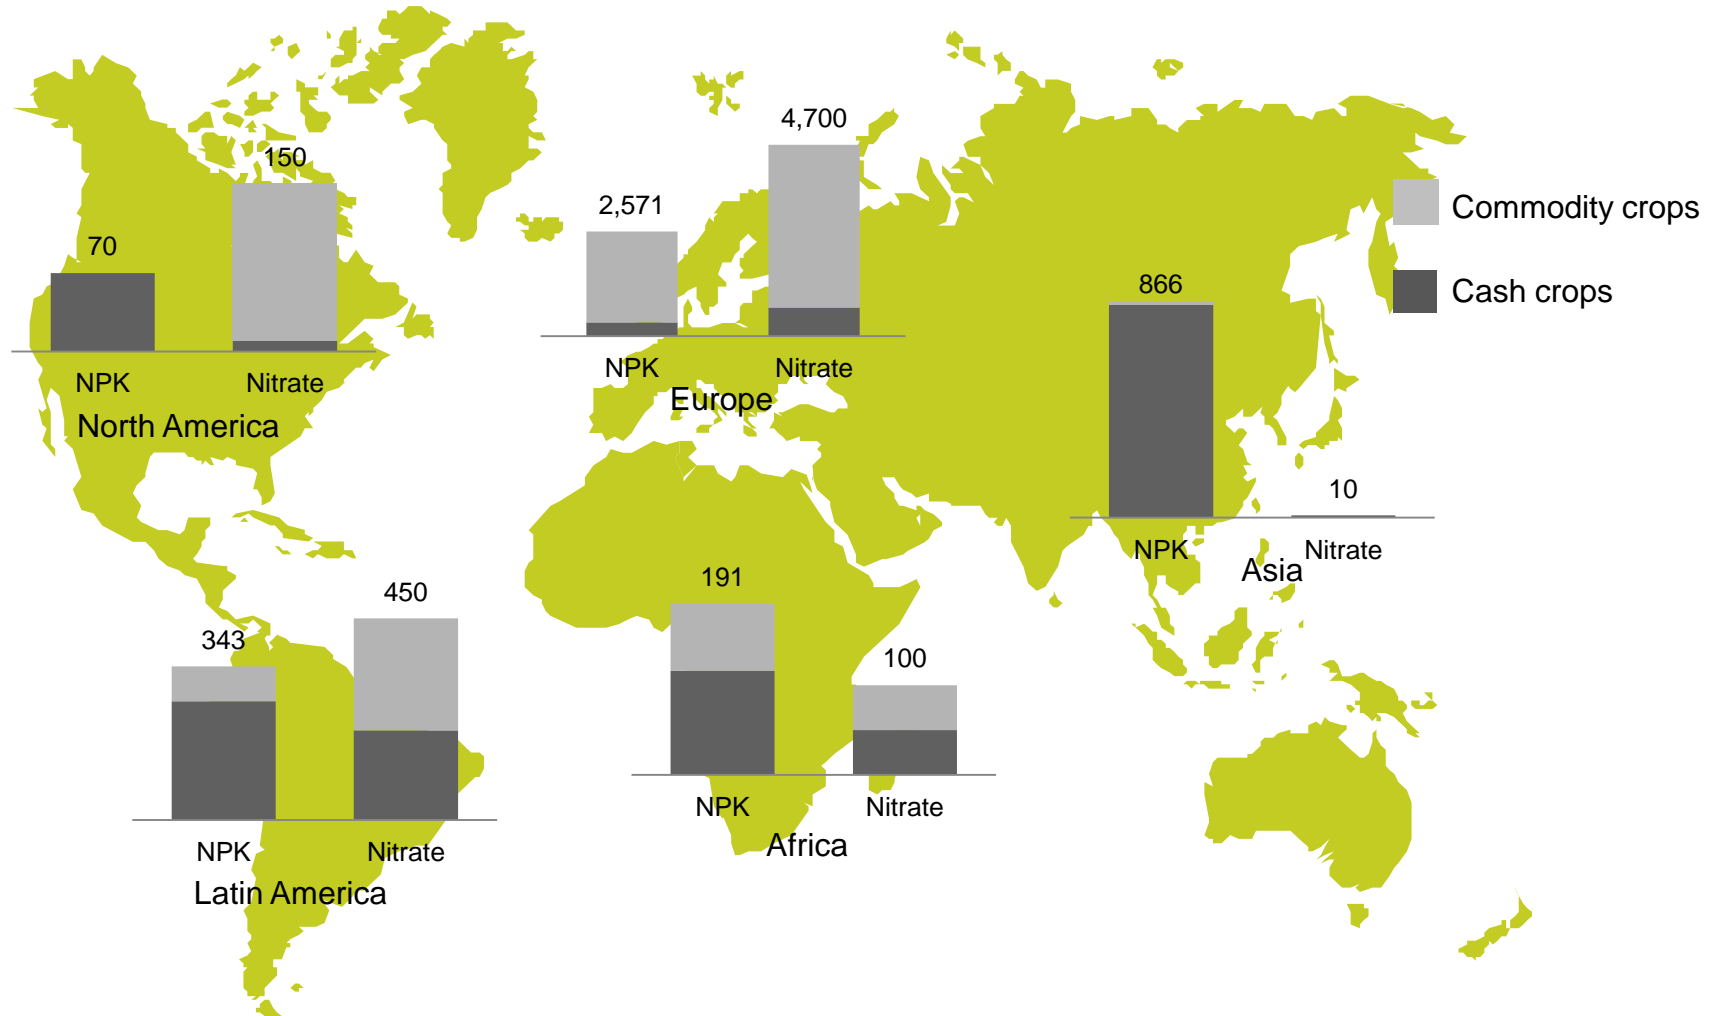 150
70
NPK
Nitrate
North America
4,700
2,571
NPK
Nitrate
Europe
Commodity crops
Cash crops
866
10
NPK
Nitrate
Asia
450
343
NPK
Nitrate
Latin America
191
100
NPK
Nitrate
Africa